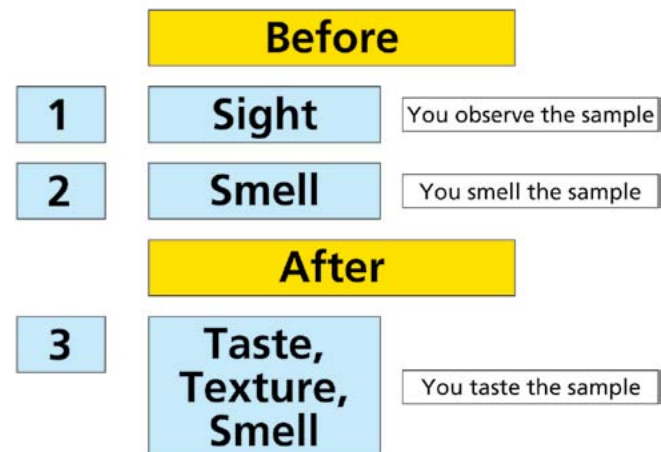 Before
1
Sight
You observe the sample
2
Smell
You smell the sample
After
3
Taste,
Texture,
Smell
You taste the sample